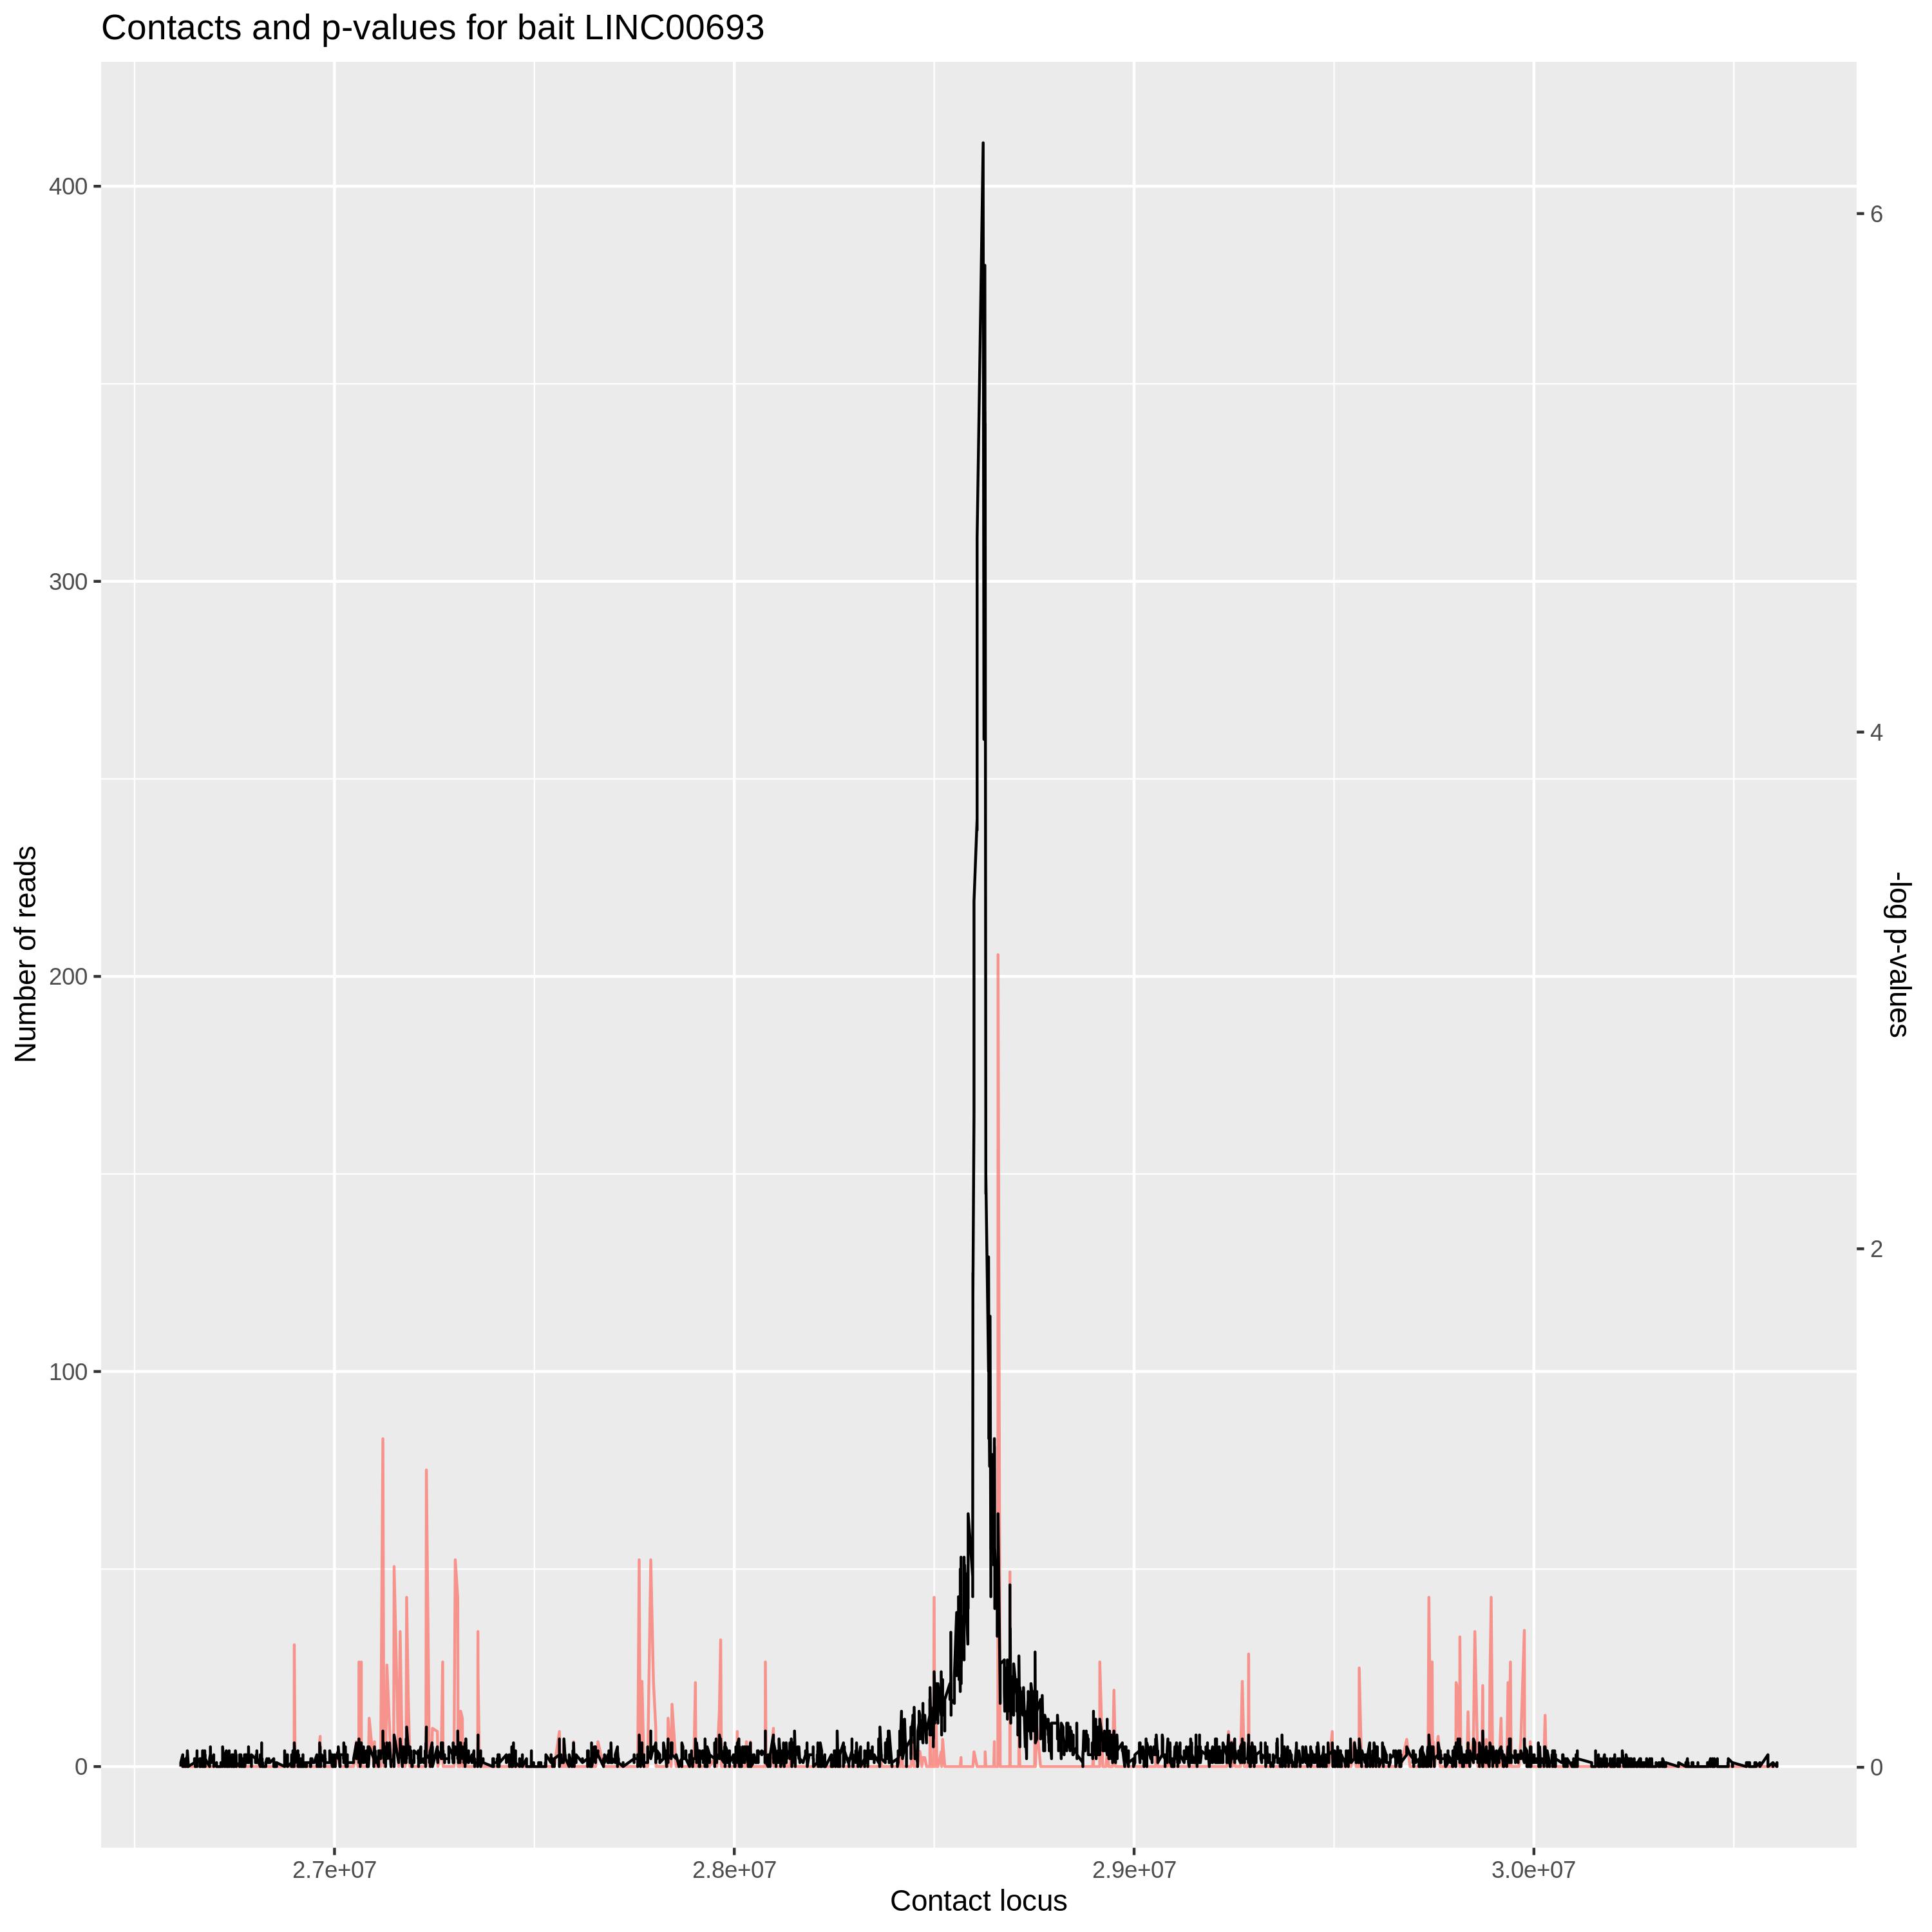 Contacts and p-values for bait LINC00693
400
300
200
100
0
Number of reads
6
4
2
0
-log p-values
2.7e+07 2.8e+07 2.9e+07 3.0e+07
Contact locus